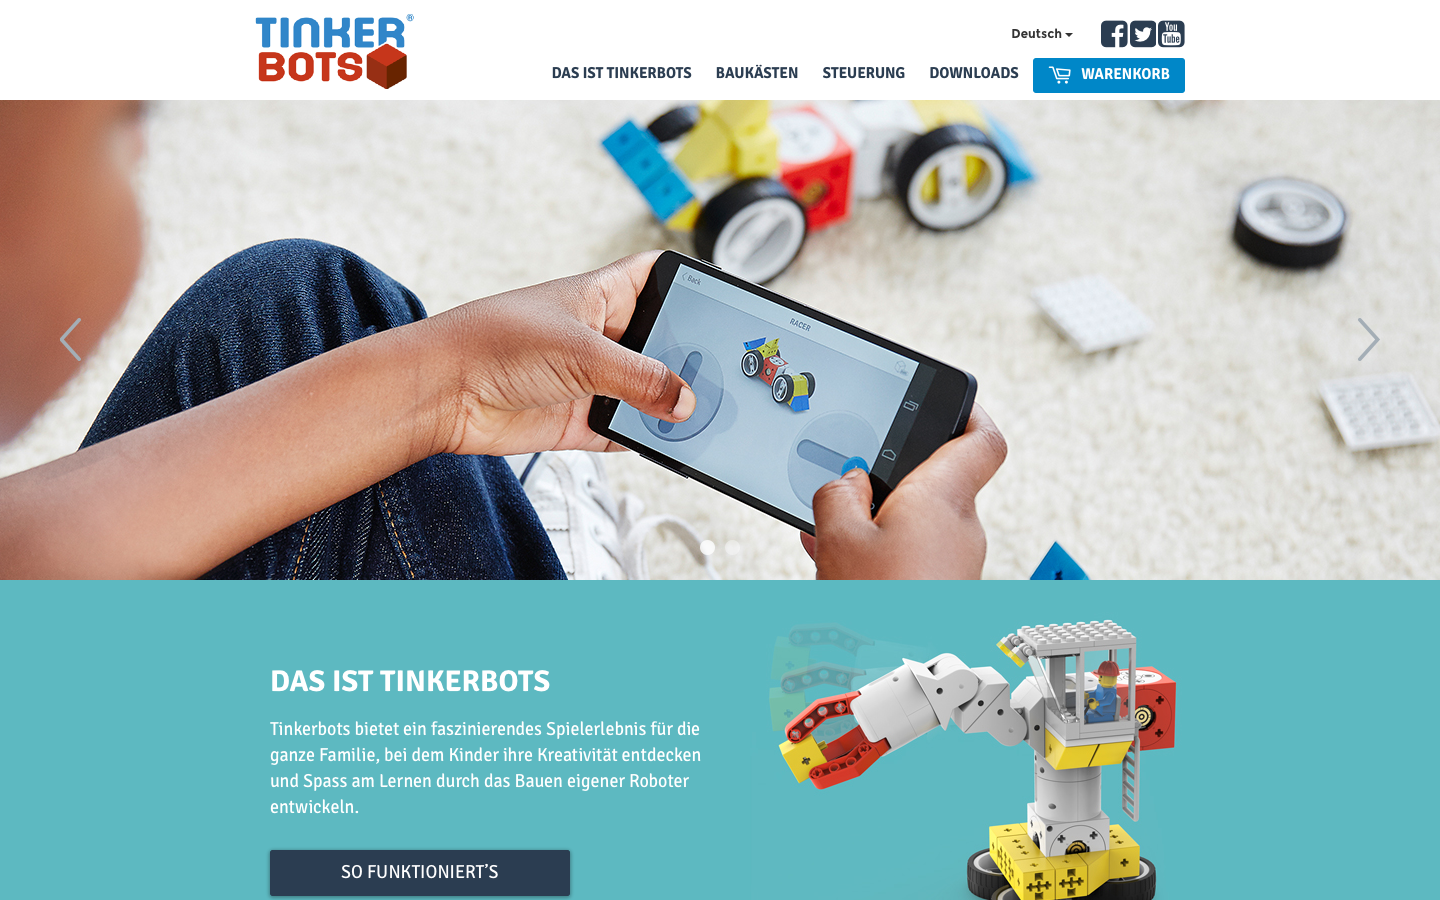 TINKER®
BOTS
Deutsch
You
Tube
DAS IST TINKERBOTS BAUKÄSTEN STEUERUNG DOWNLOADS WARENKORB
Back
RACER
DAS IST TINKERBOTS
Tinkerbots bietet ein faszinierendes Spielerlebnis für die
ganze Familie, bei dem Kinder ihre Kreativität entdecken
und Spass am Lernen durch das Bauen eigener Roboter
entwickeln.
SO FUNKTIONIERT’S